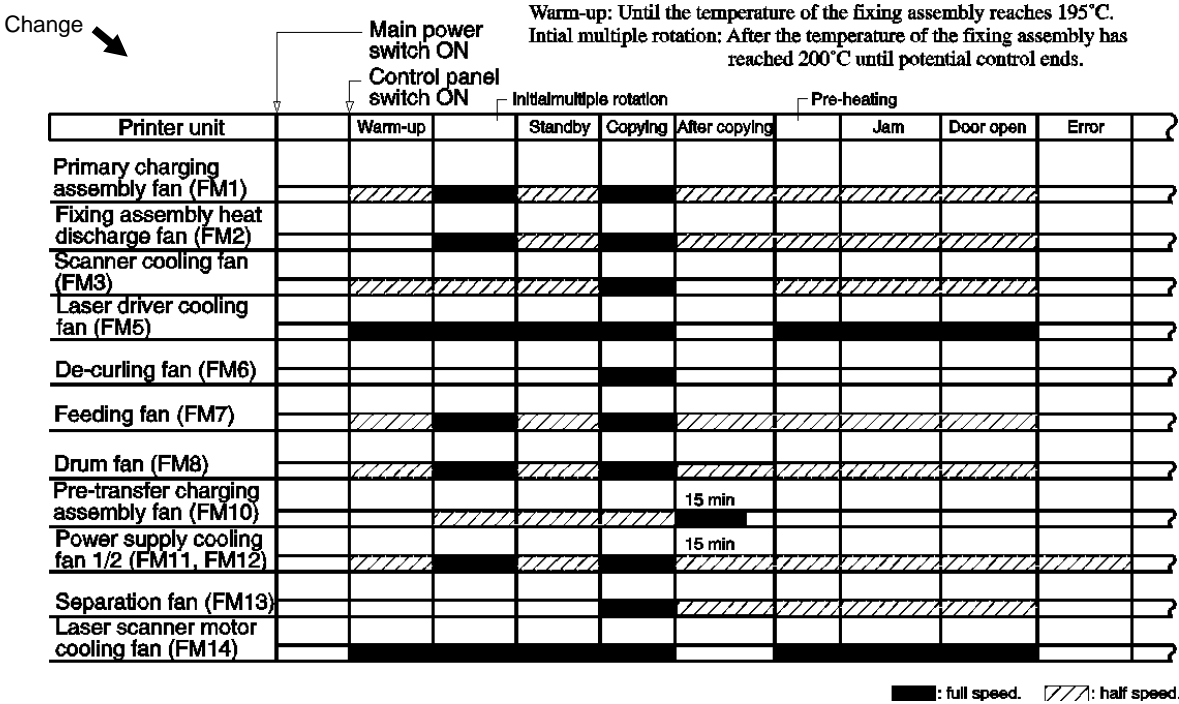 Change
Main power
switch ON
Control panel
switch ON
Warm-up: Until the temperature of the fixing assembly reaches 195°C.
Intial multiple rotation: After the temperature of the fixing assembly has
reached 200°C until potential control ends.
Initialmultiple rotation
Pre-heating
Printer unit
Warm-up
Standby
Copying
After copying
Jam
Door open
Error
Primary charging
assembly fan (FM1)
Fixing assembly heat
discharge fan (FM2)
Scanner cooling fan
(FM3)
Laser driver cooling
fan (FM5)
De-curling fan (FM6)
Feeding fan (FM7)
Drum fan (FM8)
Pre-transfer charging
assembly fan (FM10)
15 min
Power supply cooling
fan 1/2 (FM11, FM12)
15 min
Separation fan (FM13)
Laser scanner motor
cooling fan (FM14)
: full speed.
: half speed.